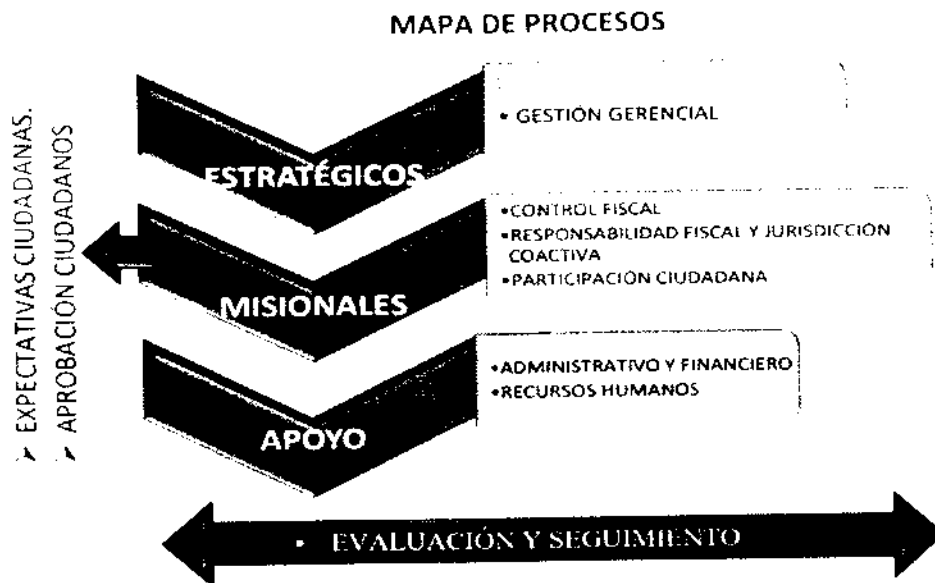 MAPA DE PROCESOS
➢ EXPECTATIVAS CIUDADANAS.
➢ APROBACIÓN CIUDADANOS
ESTRATÉGICOS
• GESTIÓN GERENCIAL
MISIONALES
•CONTROL FISCAL
•RESPONSABILIDAD FISCAL Y JURISDICCIÓN
COACTIVA
•PARTICIPACIÓN CIUDADANA
APOYO
•ADMINISTRATIVO Y FINANCIERO
•RECURSOS HUMANOS
• EVALUACIÓN Y SEGUIMIENTO